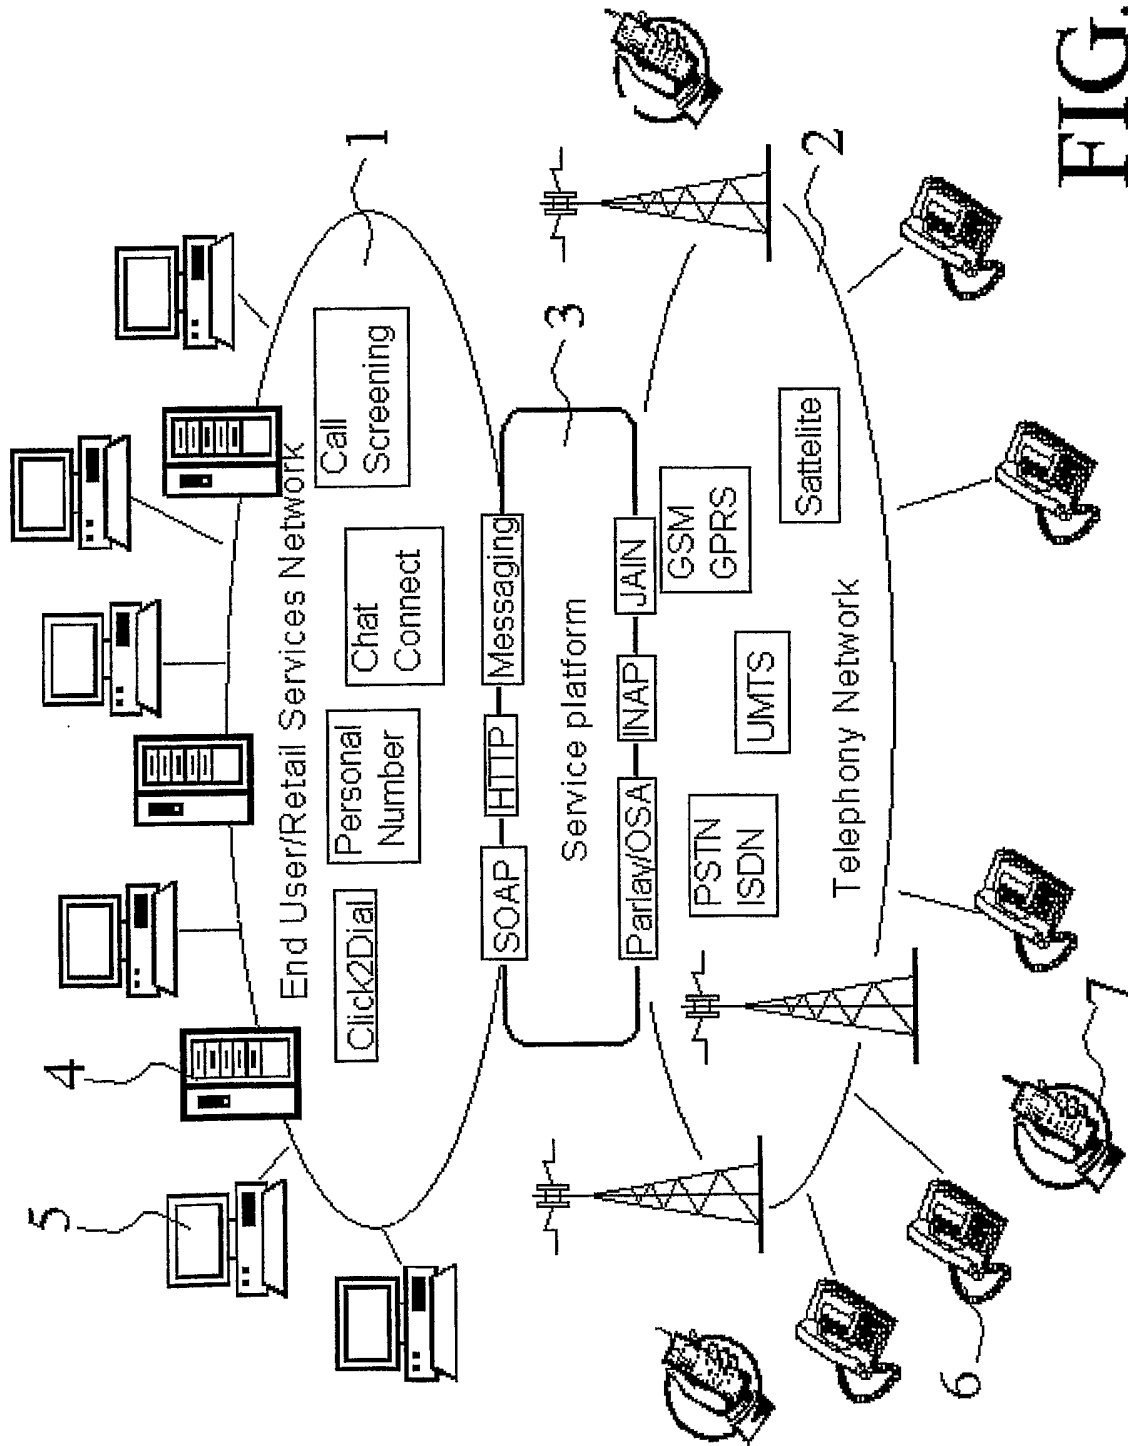 5
4
End User/Retail Services Network
1
Click2Dial
Personal
Number
Chat
Connect
Call
Screening
SOAP
HTTP
Messaging
Service platform
3
Parlay/OSA
INAP
JAIN
PSTN
ISDN
UMTS
GSM
GPRS
Sattelite
Telephony Network
2
6
7
FIG.